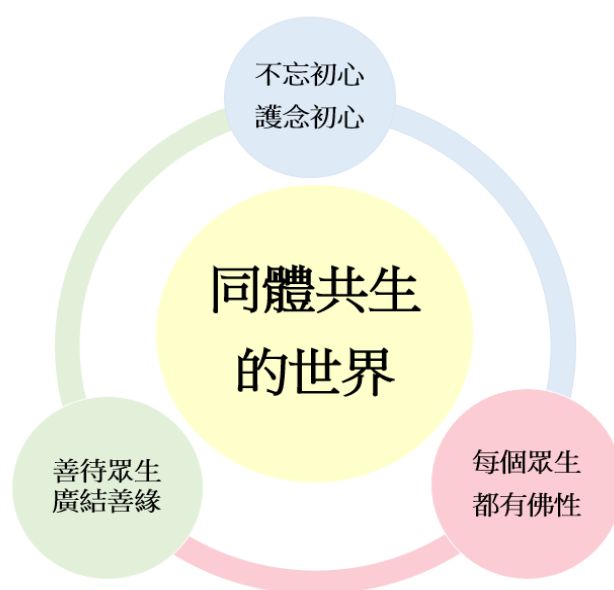 不忘初心
護念初心
同體共生
的世界
善待眾生
廣結善緣
每個眾生
都有佛性